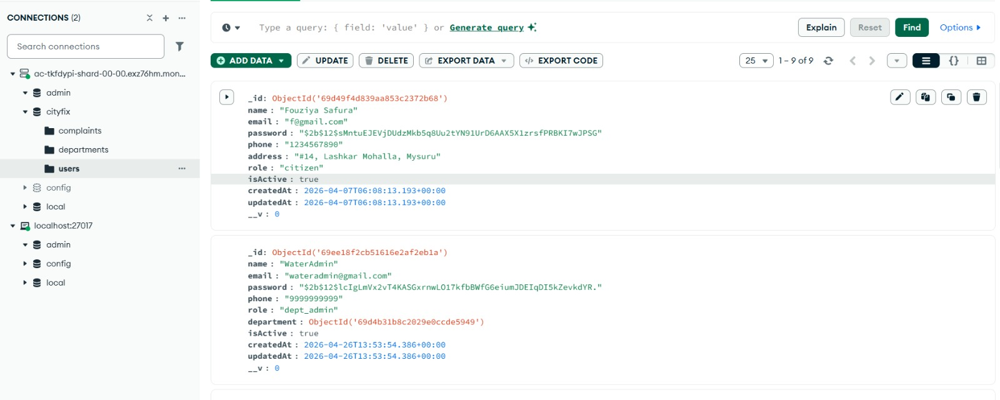 CONNECTIONS (2)
Search connections
ac-tkfdypi-shard-00-00.exz76hm.mon...
admin
cityfix
complaints
departments
users
config
local
localhost:27017
admin
config
local
Type a query: { field: 'value' } or Generate query
Explain
Reset
Find
Options
ADD DATA
UPDATE
DELETE
EXPORT DATA
EXPORT CODE
25
1 – 9 of 9
_id: ObjectId('69d49f4d839aa853c2372b68')
name : "Fouziya Safura"
email : "f@gmail.com"
password : "$2b$12$sMntuEJEVjDUdzMkb5q8Uu2tYN91UrD6AAX5X1zrsfPRBKI7wJPSG"
phone : "1234567890"
address : "#14, Lashkar Mohalla, Mysuru"
role : "citizen"
isActive : true
createdAt : 2026-04-07T06:08:13.193+00:00
updatedAt : 2026-04-07T06:08:13.193+00:00
__v : 0
_id: ObjectId('69ee18f2cb51616e2af2eb1a')
name : "WaterAdmin"
email : "wateradmin@gmail.com"
password : "$2b$12$lcIgLmVx2vT4KASGxrnwLO17kfbBWfG6eiumJDEIqDI5kZevkdYR."
phone : "9999999999"
role : "dept_admin"
department : ObjectId('69d4b31b8c2029e0ccde5949')
isActive : true
createdAt : 2026-04-26T13:53:54.386+00:00
updatedAt : 2026-04-26T13:53:54.386+00:00
__v : 0